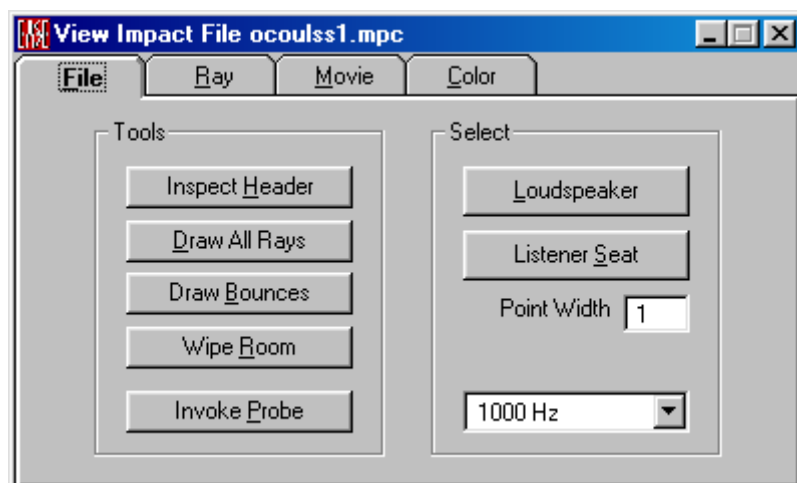 View Impact File ocoulss1.mpc
File Ray Movie Color
Tools
Inspect Header
Draw All Rays
Draw Bounces
Wipe Room
Invoke Probe
Select
Loudspeaker
Listener Seat
Point Width 1
1000 Hz